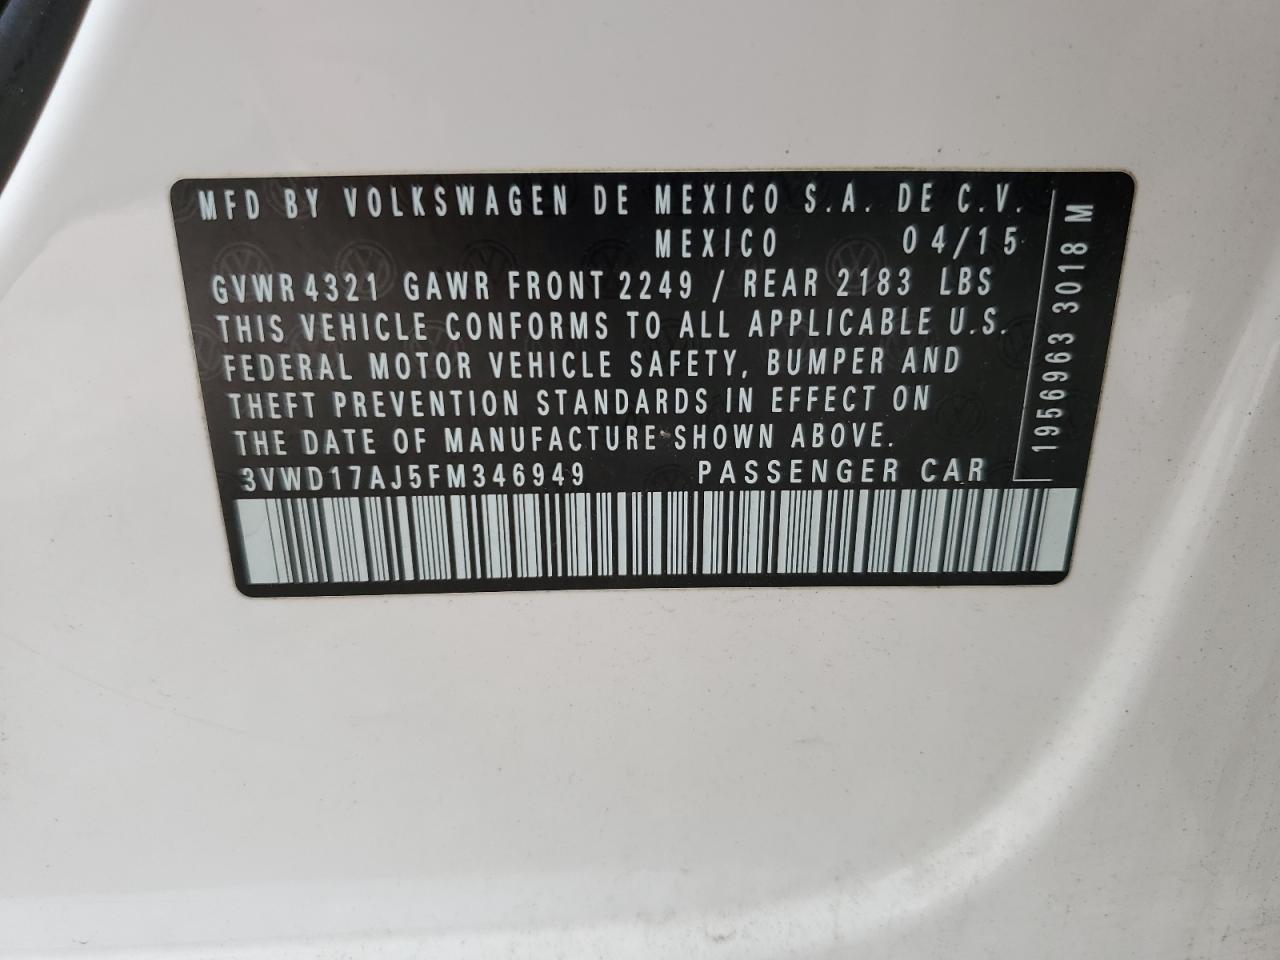 MFD BY VOLKSWAGEN DE MEXICO S.A. DE C.V.
MEXICO 04/15
GVWR 4321 GAWR FRONT 2249 / REAR 2183 LBS
THIS VEHICLE CONFORMS TO ALL APPLICABLE U.S.
FEDERAL MOTOR VEHICLE SAFETY, BUMPER AND
THEFT PREVENTION STANDARDS IN EFFECT ON
THE DATE OF MANUFACTURE SHOWN ABOVE.
3VWD17AJ5FM346949 PASSENGER CAR
1956963 3018 M